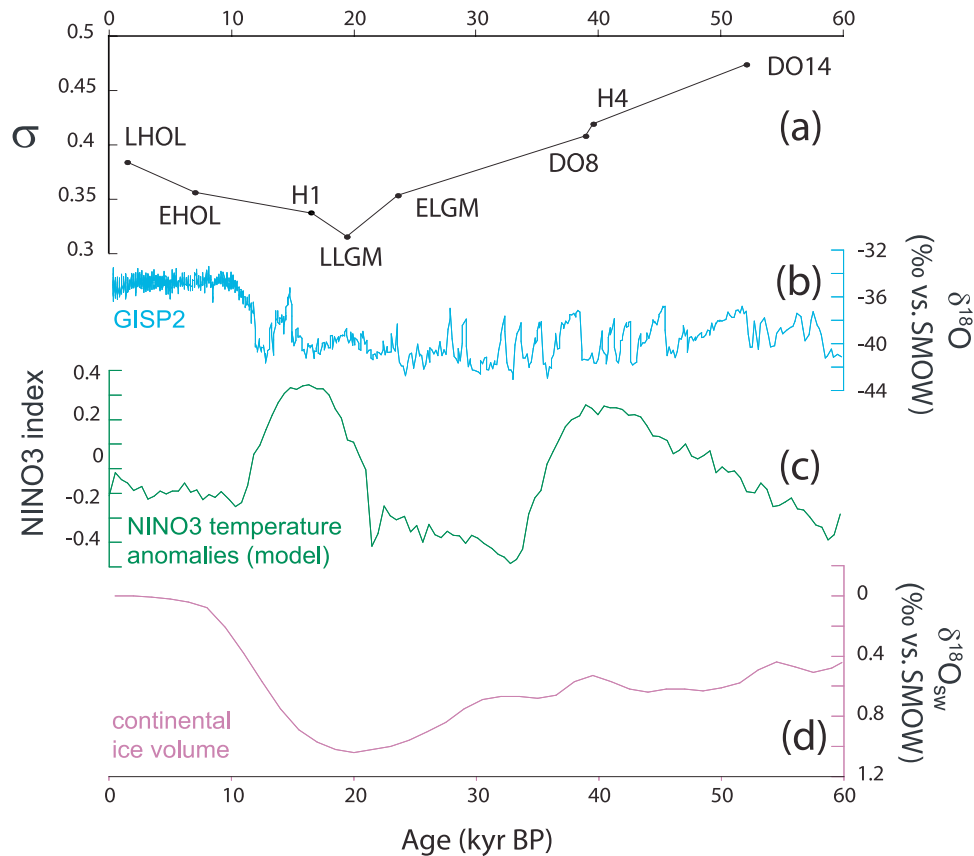 0 10 20 30 40 50 60
0.5
0.45
0.4
0.35
0.3
σ
LHOL
EHOL
H1
LLGM
ELGM
DO8
H4
DO14
(a)
-32
-36
-40
-44
δ¹⁸O
(‰ vs. SMOW)
(b)
GISP2
0.4
0.2
0
-0.2
-0.4
NINO3 index
(c)
NINO3 temperature
anomalies (model)
0
0.4
0.8
1.2
δ¹⁸Osw
(‰ vs. SMOW)
continental
ice volume
(d)
0 10 20 30 40 50 60
Age (kyr BP)